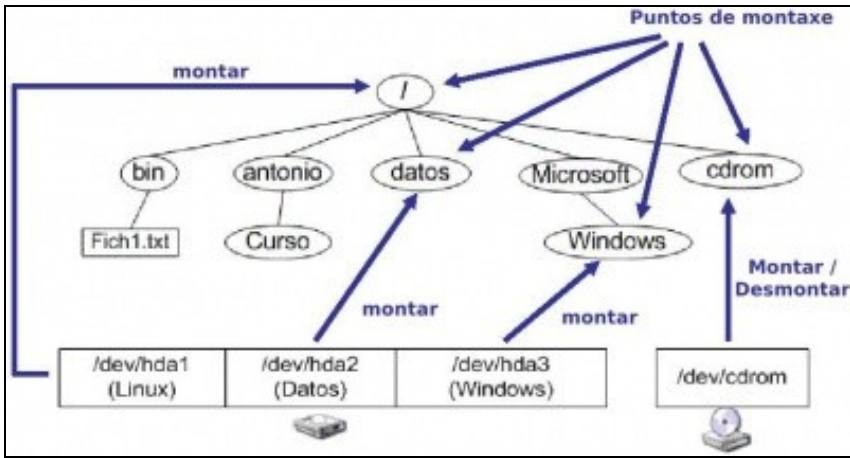 Puntos de montaxe
montar
/
bin
antonio
datos
Microsoft
cdrom
Fich1.txt
Curso
Windows
Montar /
Desmontar
montar
montar
/dev/hda1
(Linux)
/dev/hda2
(Datos)
/dev/hda3
(Windows)
/dev/cdrom